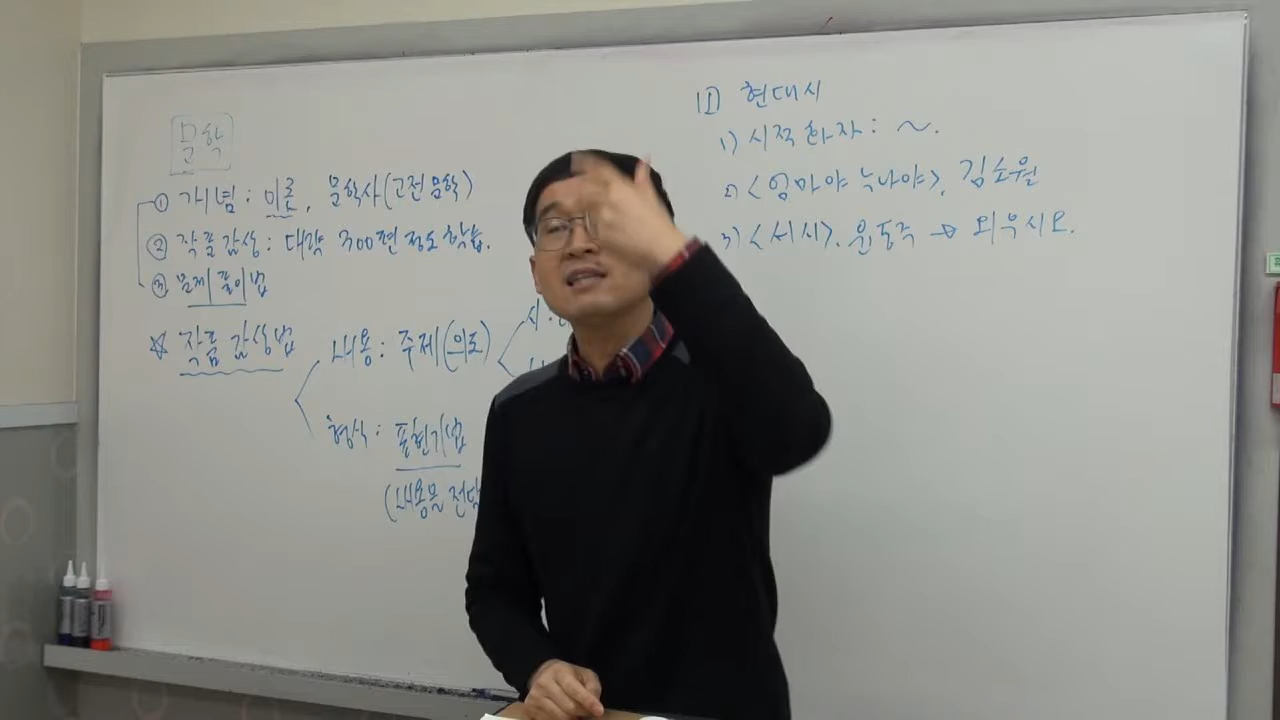 문학
① 개념 : 이론, 문학사(고전문학)
② 작품감상 : 대략 300편 정도 학습.
③ 문제풀이법
☆ 작품 감상법
내용 : 주제(의도)
시
형식 : 표현기법
(내용을 전달
1) 시적 화자 : ~.
2) <엄마야 누나야>, 김소월
3) <서시>. 윤동주 → 외우시오.
현대시